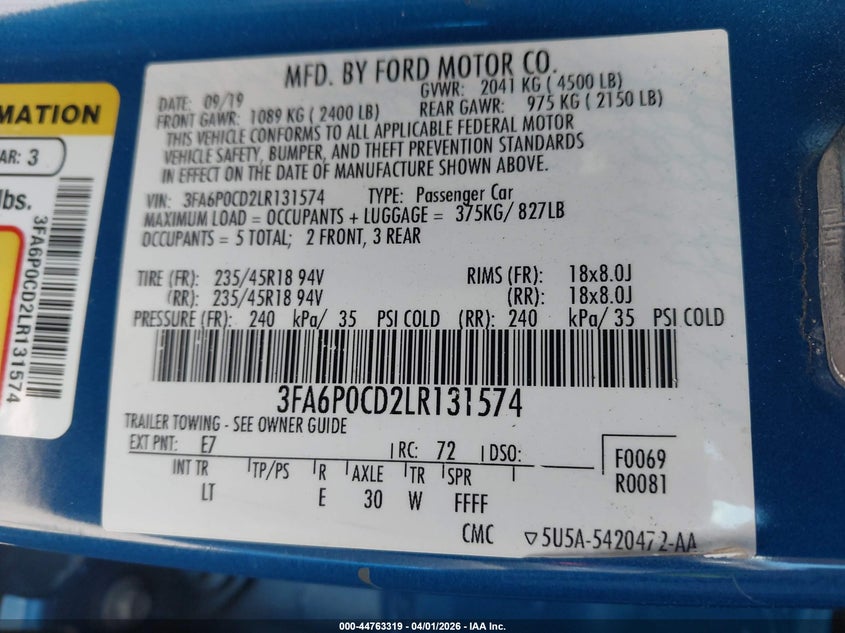 MATION
AR: 3
lbs.
3FA6P0CD2LR131574
MFD. BY FORD MOTOR CO.
DATE: 09/19 GVWR: 2041 KG ( 4500 LB)
FRONT GAWR: 1089 KG ( 2400 LB) REAR GAWR: 975 KG ( 2150 LB)
THIS VEHICLE CONFORMS TO ALL APPLICABLE FEDERAL MOTOR
VEHICLE SAFETY, BUMPER, AND THEFT PREVENTION STANDARDS
IN EFFECT ON THE DATE OF MANUFACTURE SHOWN ABOVE.
VIN: 3FA6P0CD2LR131574 TYPE: Passenger Car
MAXIMUM LOAD = OCCUPANTS + LUGGAGE = 375KG/ 827LB
OCCUPANTS = 5 TOTAL; 2 FRONT, 3 REAR
TIRE (FR): 235/45R18 94V RIMS (FR): 18x8.0J
(RR): 235/45R18 94V (RR): 18x8.0J
PRESSURE (FR): 240 kPa/ 35 PSI COLD (RR): 240 kPa/ 35 PSI COLD
3FA6P0CD2LR131574
TRAILER TOWING - SEE OWNER GUIDE
EXT PNT: E7 RC: 72 DSO: F0069
INT TR TP/PS R AXLE TR SPR R0081
LT E 30 W FFFF
CMC ▽5U5A-5420472-AA
000-44763319 | 04/01/2026 - IAA Inc.